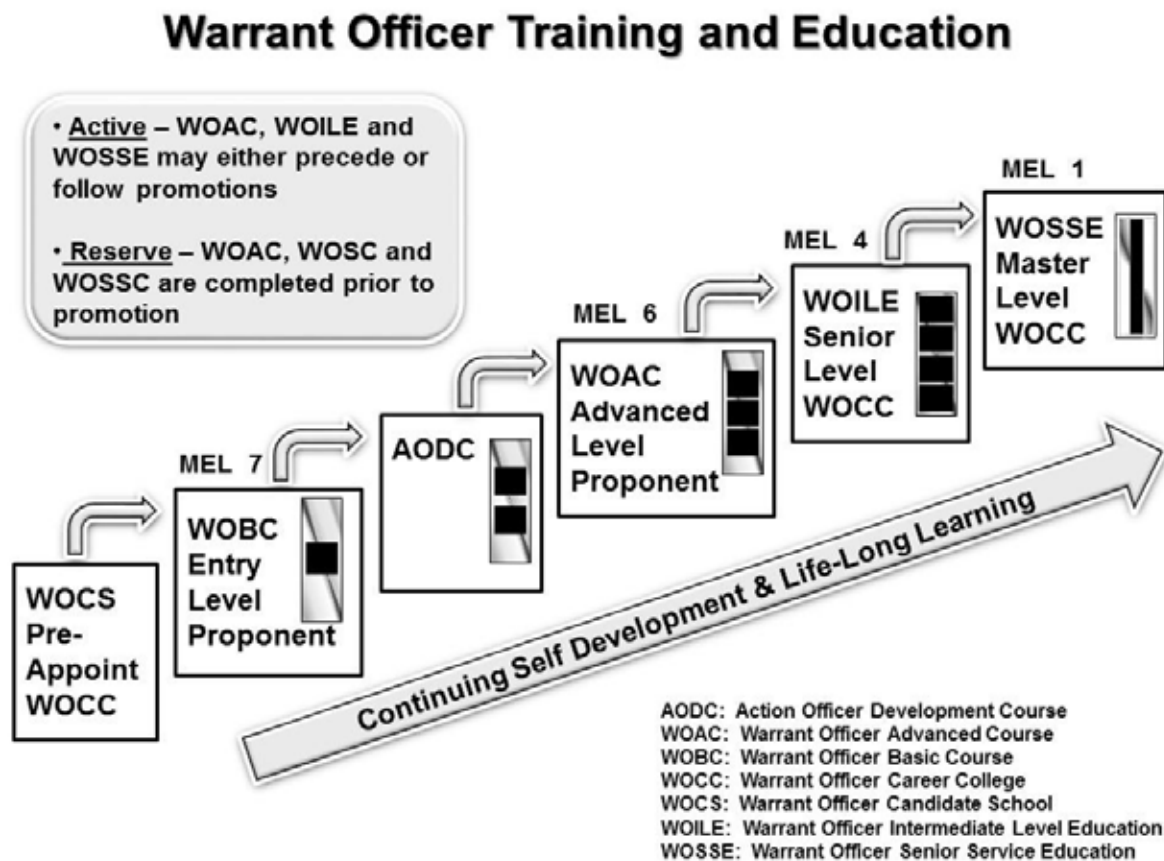 Warrant Officer Training and Education
• Active – WOAC, WOILE and
WOSSE may either precede or
follow promotions
• Reserve – WOAC, WOSC and
WOSSC are completed prior to
promotion
MEL 1
WOSSE
Master
Level
WOCC
MEL 4
WOILE
Senior
Level
WOCC
MEL 6
WOAC
Advanced
Level
Proponent
AODC
MEL 7
WOBC
Entry
Level
Proponent
WOCS
Pre-
Appoint
WOCC
Continuing Self Development & Life-Long Learning
AODC: Action Officer Development Course
WOAC: Warrant Officer Advanced Course
WOBC: Warrant Officer Basic Course
WOCC: Warrant Officer Career College
WOCS: Warrant Officer Candidate School
WOILE: Warrant Officer Intermediate Level Education
WOSSE: Warrant Officer Senior Service Education